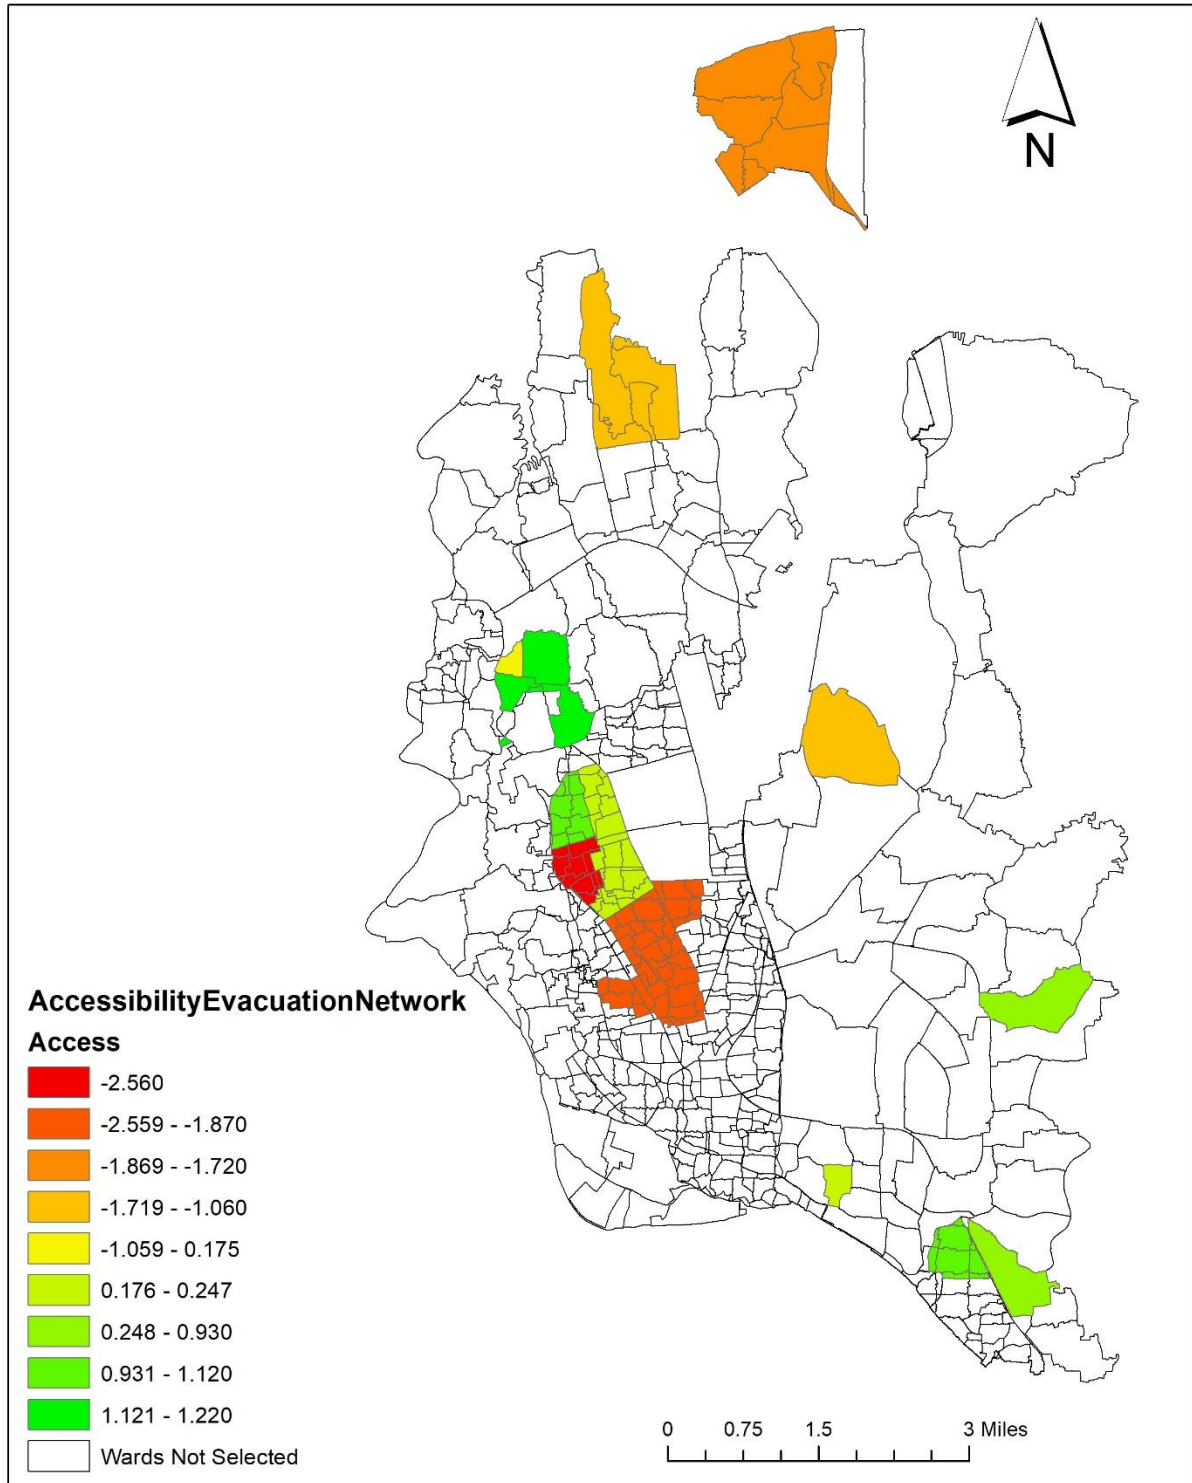 N
AccessibilityEvacuationNetwork
Access
-2.560
-2.559 - -1.870
-1.869 - -1.720
-1.719 - -1.060
-1.059 - 0.175
0.176 - 0.247
0.248 - 0.930
0.931 - 1.120
1.121 - 1.220
Wards Not Selected
0 0.75 1.5 3 Miles